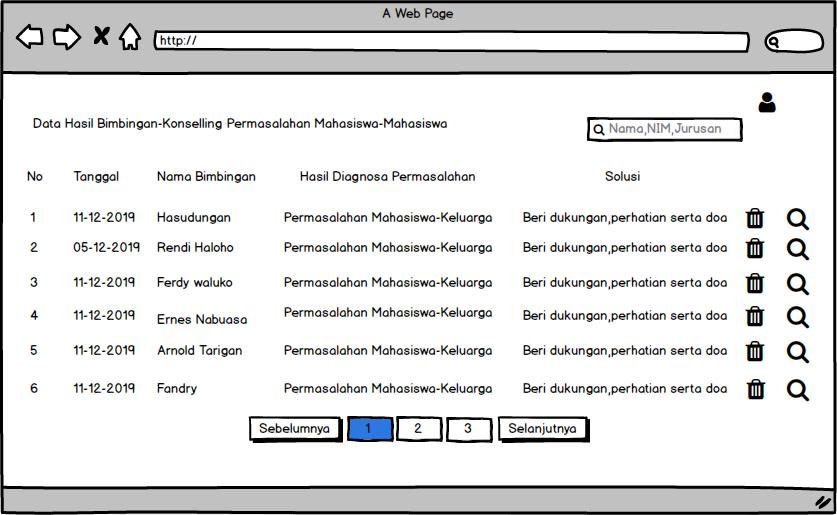 A Web Page
http://
Data Hasil Bimbingan-Konselling Permasalahan Mahasiswa-Mahasiswa
Nama,NIM,Jurusan
No Tanggal Nama Bimbingan Hasil Diagnosa Permasalahan Solusi
1 11-12-2019 Hasudungan Permasalahan Mahasiswa-Keluarga Beri dukungan,perhatian serta doa
2 05-12-2019 Rendi Haloho Permasalahan Mahasiswa-Keluarga Beri dukungan,perhatian serta doa
3 11-12-2019 Ferdy waluko Permasalahan Mahasiswa-Keluarga Beri dukungan,perhatian serta doa
4 11-12-2019 Ernes Nabuasa Permasalahan Mahasiswa-Keluarga Beri dukungan,perhatian serta doa
5 11-12-2019 Arnold Tarigan Permasalahan Mahasiswa-Keluarga Beri dukungan,perhatian serta doa
6 11-12-2019 Fandry Permasalahan Mahasiswa-Keluarga Beri dukungan,perhatian serta doa
Sebelumnya 1 2 3 Selanjutnya